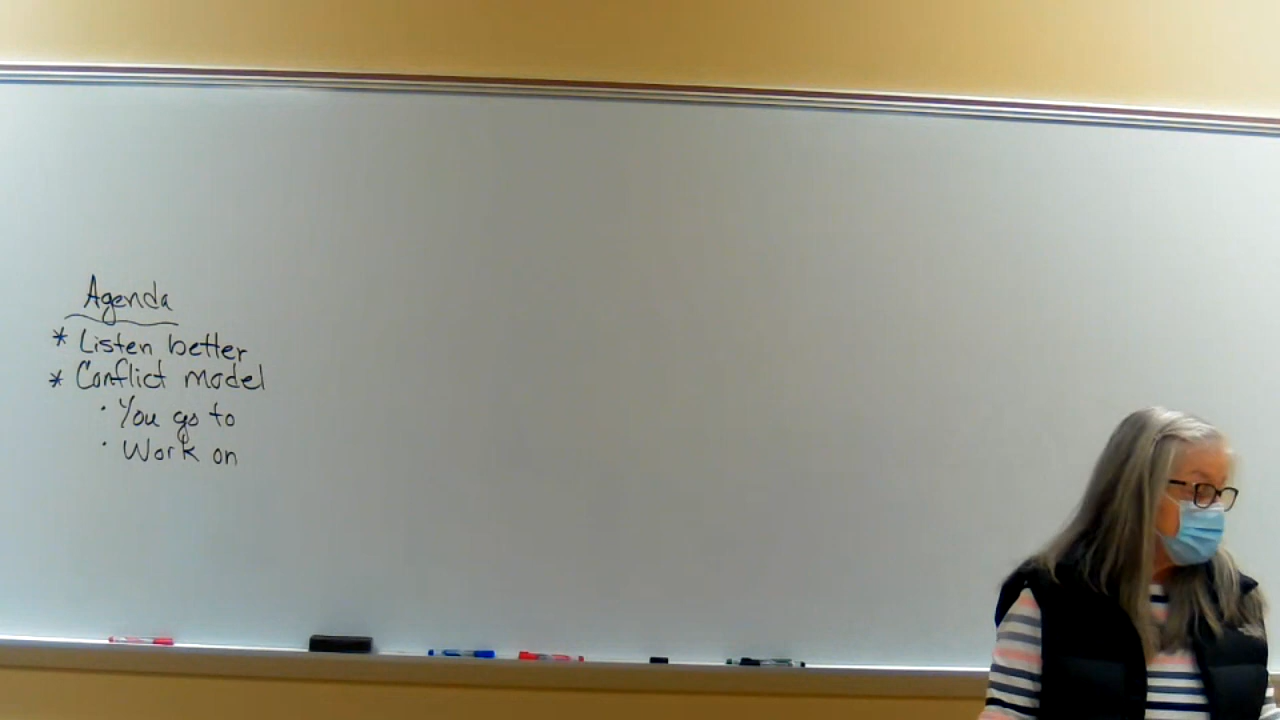 Agenda
* Listen better
* Conflict model
· You go to
· Work on